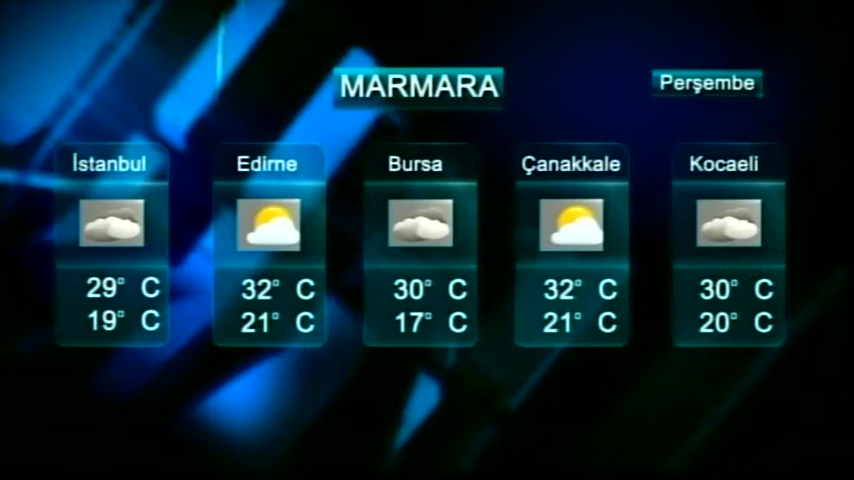 MARMARA
Perşembe
İstanbul
29° C
19° C
Edirne
32° C
21° C
Bursa
30° C
17° C
Çanakkale
32° C
21° C
Kocaeli
30° C
20° C